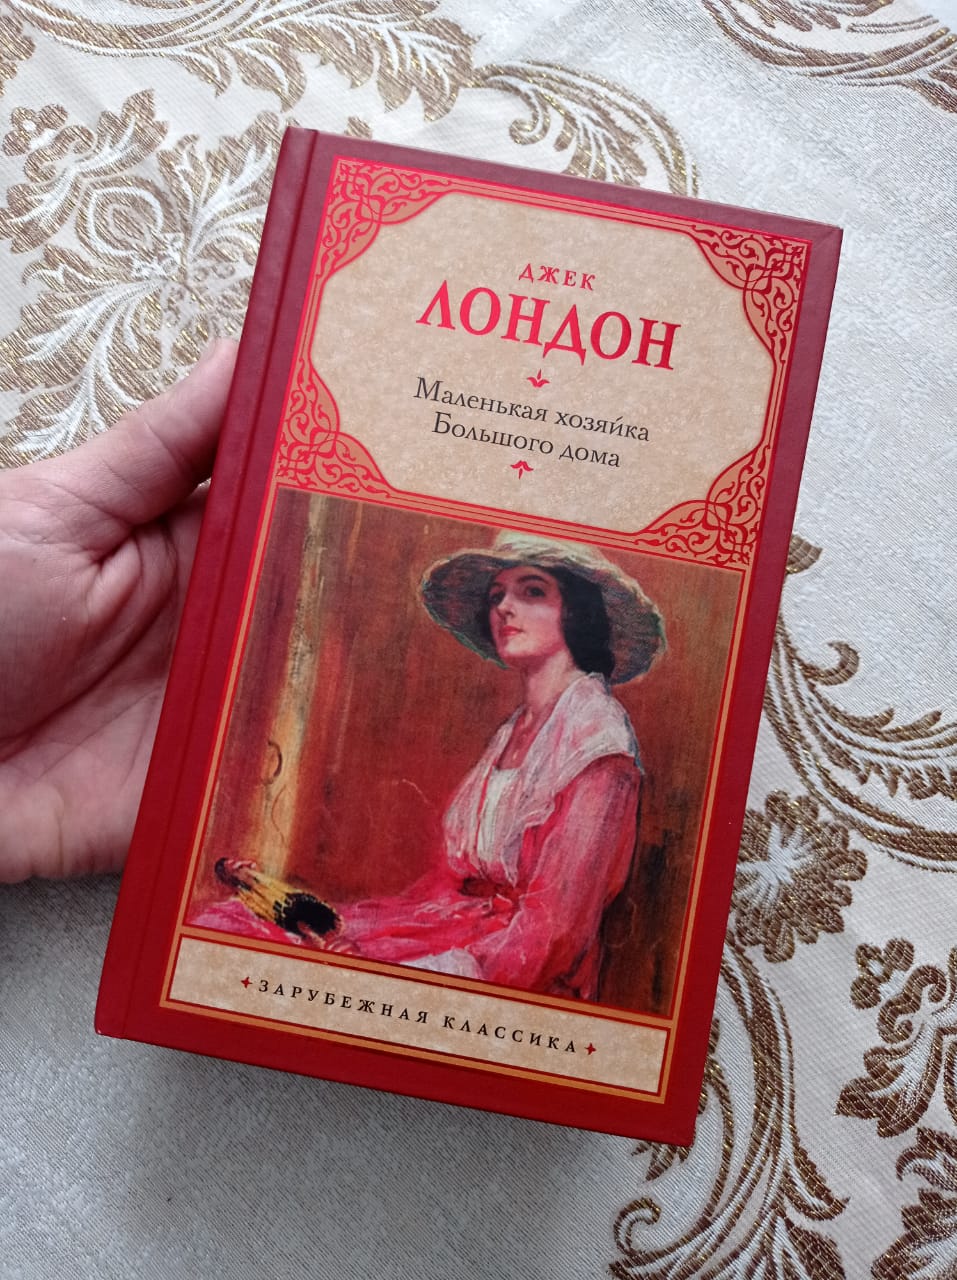 ДЖЕК
ЛОНДОН
Маленькая хозяйка
Большого дома
ЗАРУБЕЖНАЯ КЛАССИКА